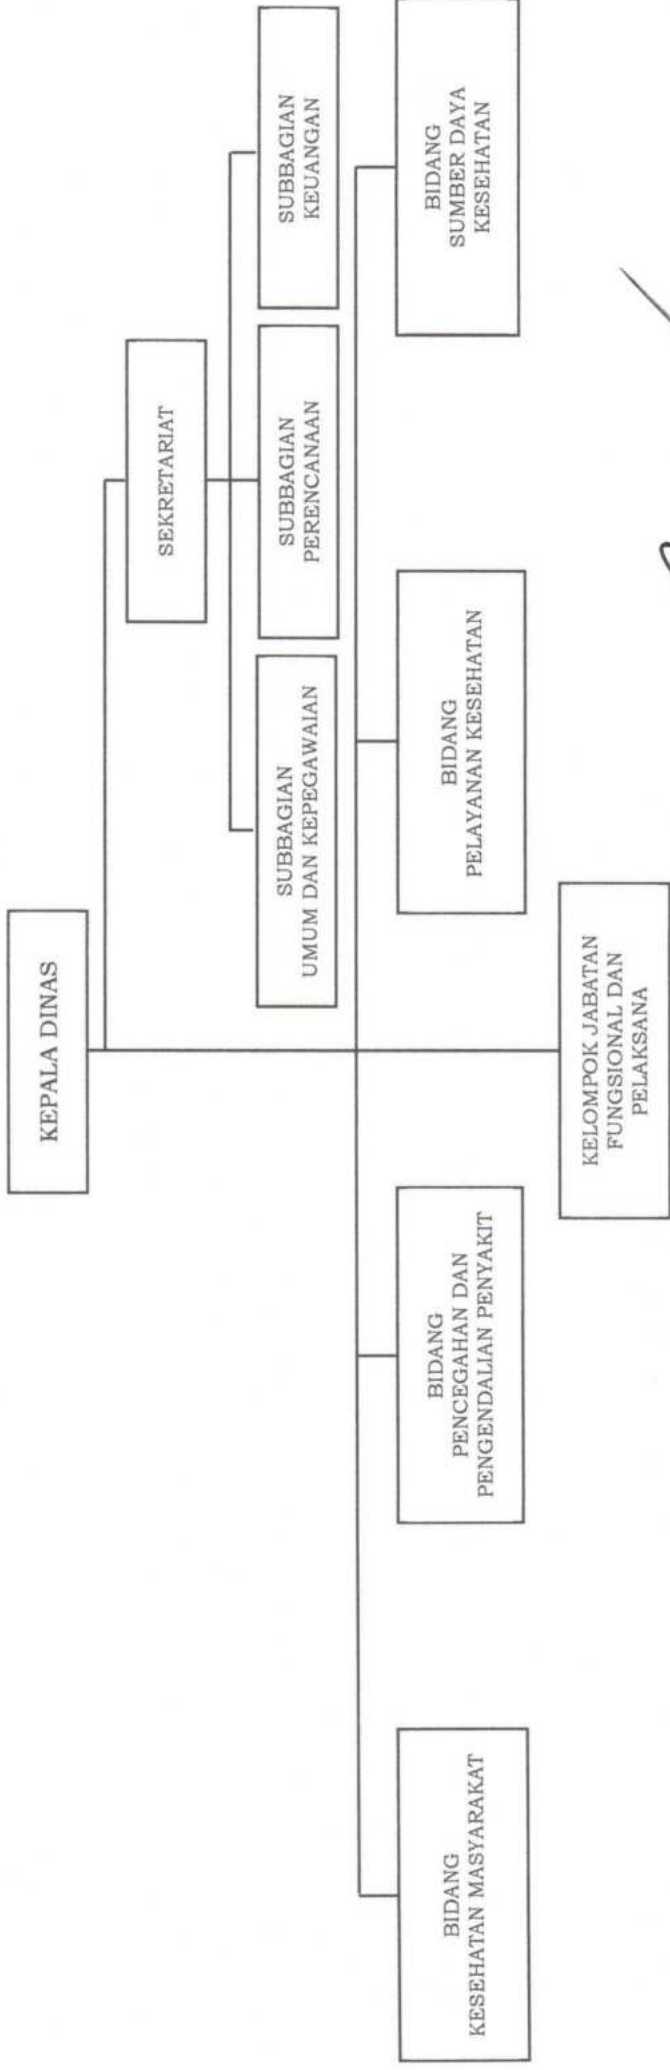 KEPALA DINAS
SEKRETARIAT
SUBBAGIAN
UMUM DAN KEPEGAWAIAN
SUBBAGIAN
PERENCANAAN
SUBBAGIAN
KEUANGAN
BIDANG
KESEHATAN MASYARAKAT
BIDANG
PENCEGAHAN DAN
PENGENDALIAN PENYAKIT
BIDANG
PELAYANAN KESEHATAN
BIDANG
SUMBER DAYA
KESEHATAN
KELOMPOK JABATAN
FUNGSIONAL DAN
PELAKSANA